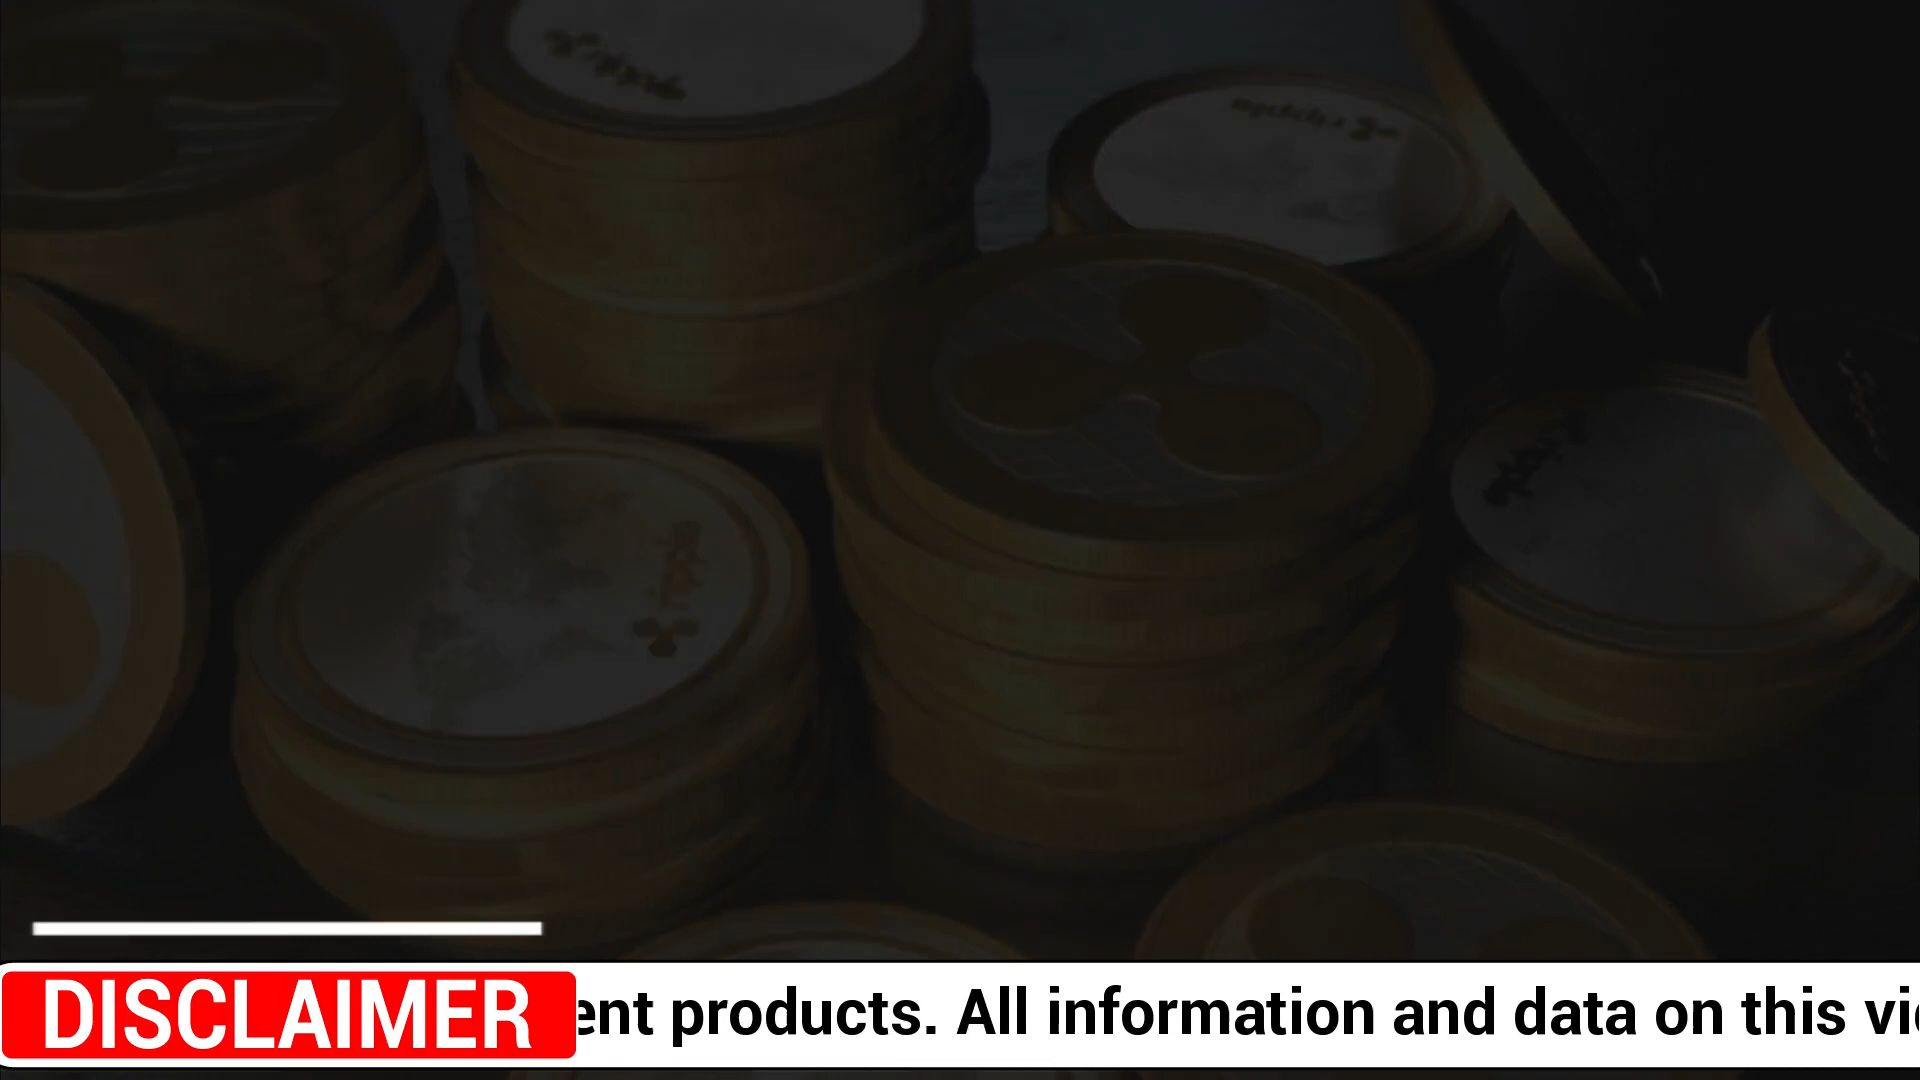 DISCLAIMER
ent products. All information and data on this vi